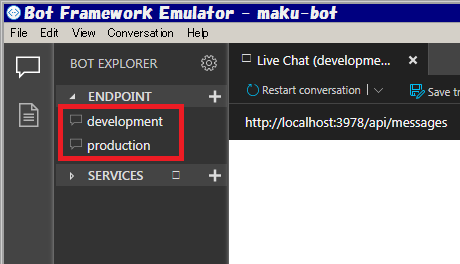 Bot Framework Emulator - maku-bot
File Edit View Conversation Help
BOT EXPLORER
Live Chat (developme...
ENDPOINT
Restart conversation
Save tr
development
http://localhost:3978/api/messages
production
SERVICES